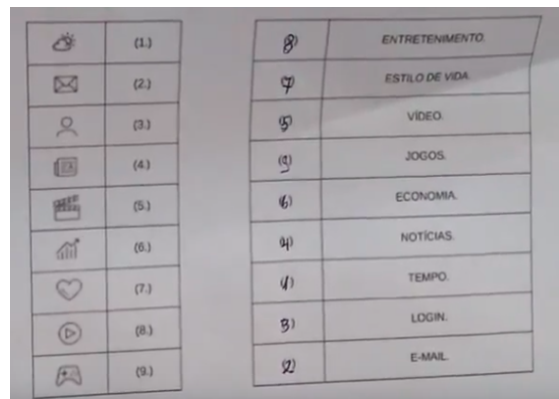 (1.)
(2.)
(3.)
(4.)
(5.)
(6.)
(7.)
(8.)
(9.)
8) ENTRETENIMENTO.
7) ESTILO DE VIDA.
5) VÍDEO.
(9) JOGOS.
6) ECONOMIA.
4) NOTÍCIAS.
1) TEMPO.
3) LOGIN.
(2) E-MAIL.